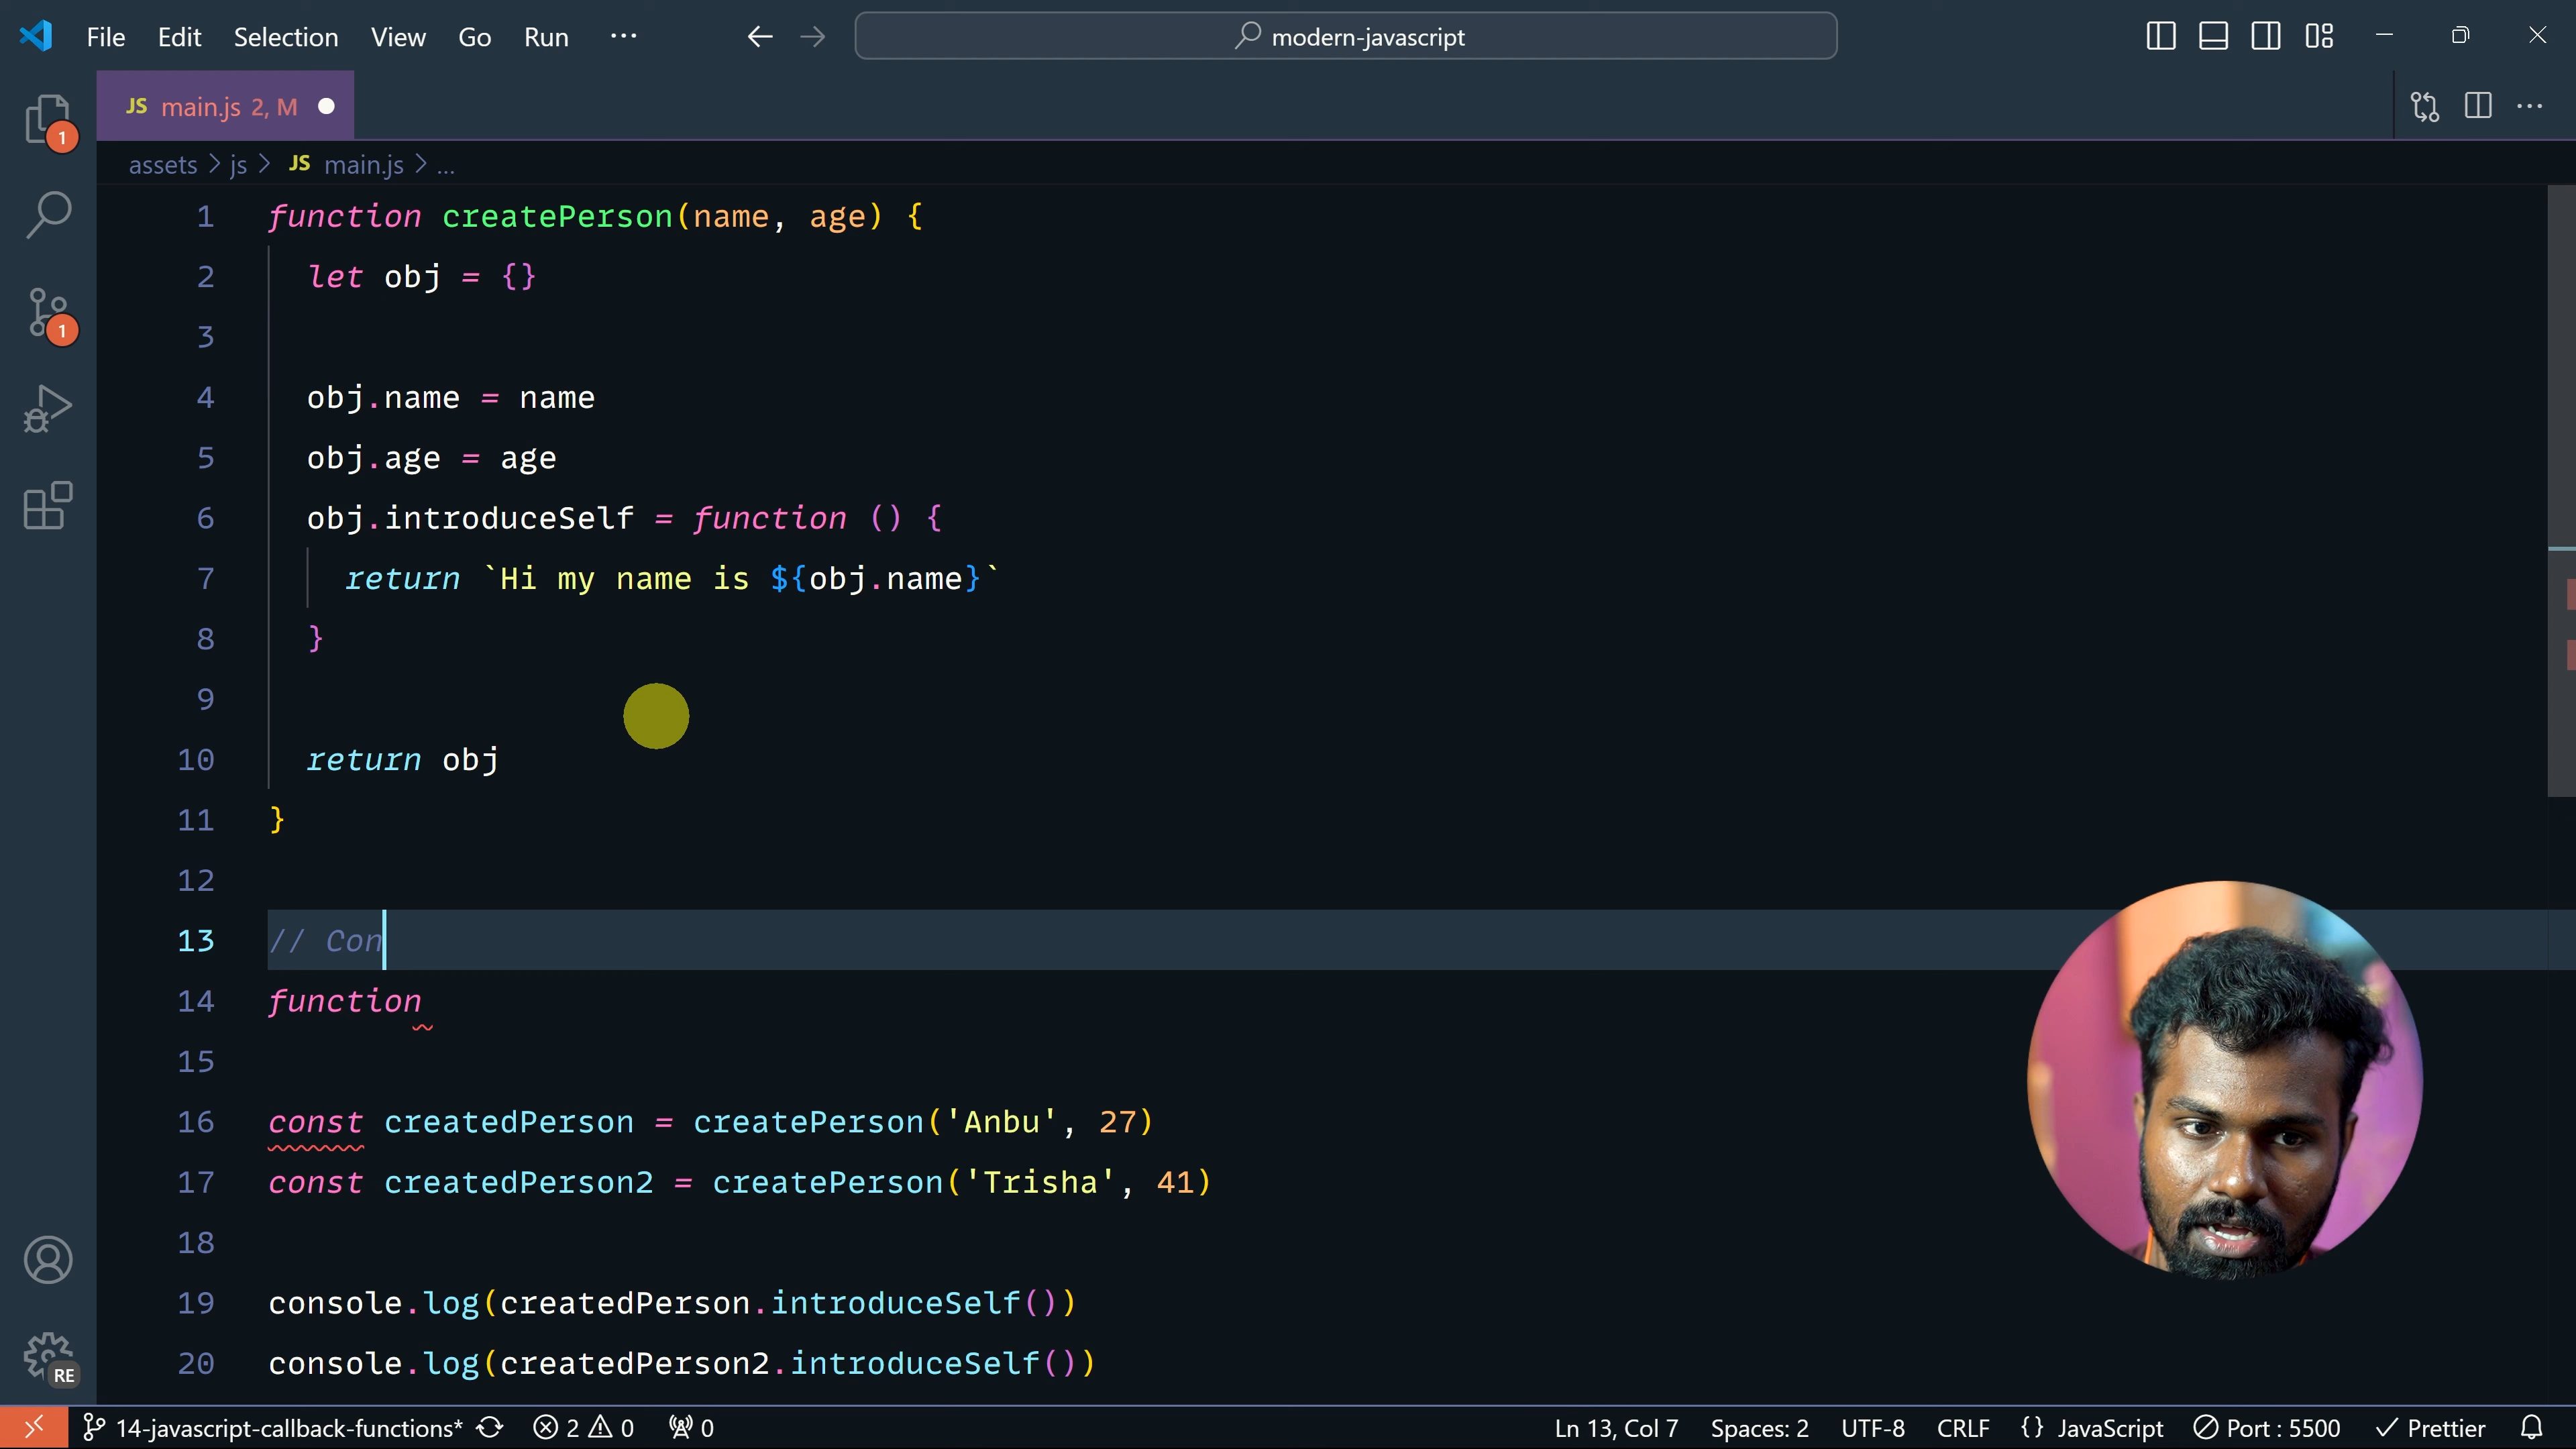 File Edit Selection View Go Run ··· modern-javascript
JS main.js 2, M
assets > js > JS main.js > ...
1 function createPerson(name, age) {
2 let obj = {}
3
4 obj.name = name
5 obj.age = age
6 obj.introduceSelf = function () {
7 return `Hi my name is ${obj.name}`
8 }
9
10 return obj
11 }
12
13 // Con
14 function
15
16 const createdPerson = createPerson('Anbu', 27)
17 const createdPerson2 = createPerson('Trisha', 41)
18
19 console.log(createdPerson.introduceSelf())
20 console.log(createdPerson2.introduceSelf())
1
1
RE
14-javascript-callback-functions* 2 0 0 Ln 13, Col 7 Spaces: 2 UTF-8 CRLF {} JavaScript Port : 5500 Prettier